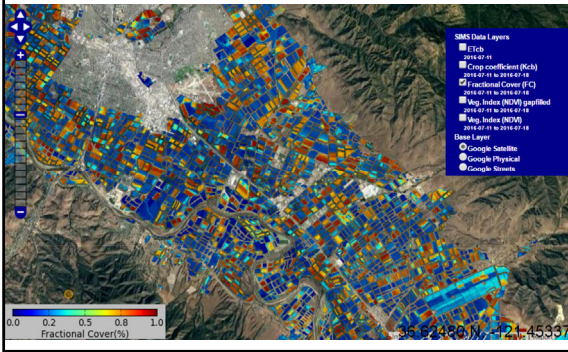 SIMS Data Layers
ETcb
2016-07-11
Crop coefficient (Kcb)
2016-07-11 to 2016-07-18
Fractional Cover (FC)
2016-07-11 to 2016-07-18
Veg. Index (NDVI) gapfilled
2016-07-11 to 2016-07-18
Veg. Index (NDVI)
2016-07-11 to 2016-07-18
Base Layer
Google Satellite
Google Physical
Google Streets
0.0 0.2 0.5 0.8 1.0
Fractional Cover(%)
36.62466 N, -121.45337